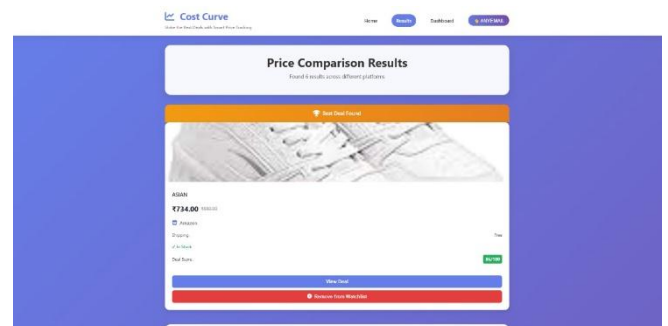 Cost Curve
Home
Results
Dashboard
Price Comparison Results
Found 6 results across different platforms
Best Deal Found
ASIAN
₹734.00
Amazon
Shipping
Free
In Stock
Deal Score
View Deal
Remove from Watchlist